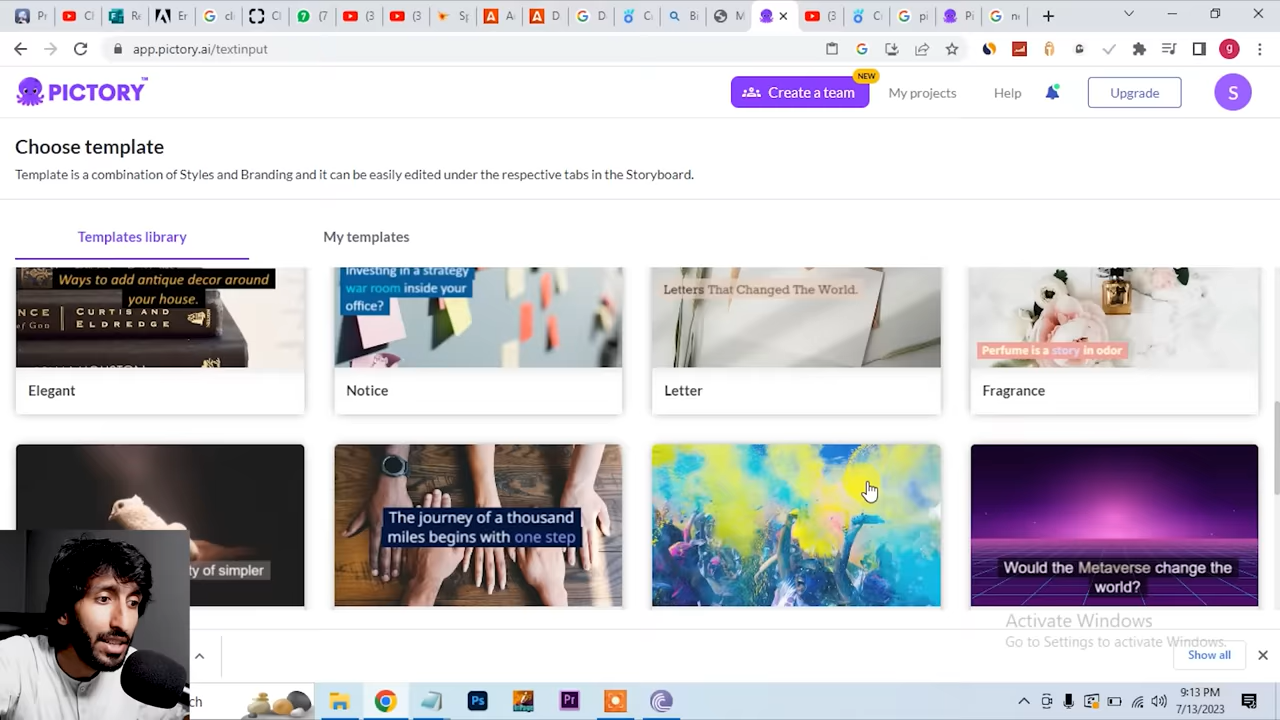 app.pictory.ai/textinput
PICTORY™
NEW
Create a team
My projects
Help
Upgrade
S
g
Choose template
Template is a combination of Styles and Branding and it can be easily edited under the respective tabs in the Storyboard.
Templates library
My templates
Ways to add antique decor around
your house.
CURTIS AND
ELDREDGE
Investing in a strategy
war room inside your
office?
Letters That Changed The World.
Perfume is a story in odor
Elegant
Notice
Letter
Fragrance
ty of simpler
The journey of a thousand
miles begins with one step
Would the Metaverse change the
world?
Activate Windows
Go to Settings to activate Windows.
Show all
ch
Ps
Pr
9:13 PM
7/13/2023